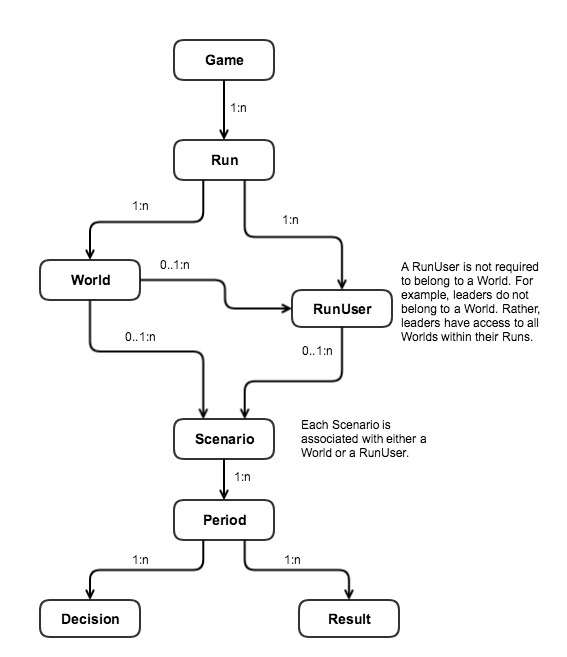 Game
1:n
Run
1:n
1:n
World
0..1:n
RunUser
A RunUser is not required
to belong to a World. For
example, leaders do not
belong to a World. Rather,
leaders have access to all
Worlds within their Runs.
0..1:n
0..1:n
Scenario
Each Scenario is
associated with either a
World or a RunUser.
1:n
Period
1:n
1:n
Decision
Result